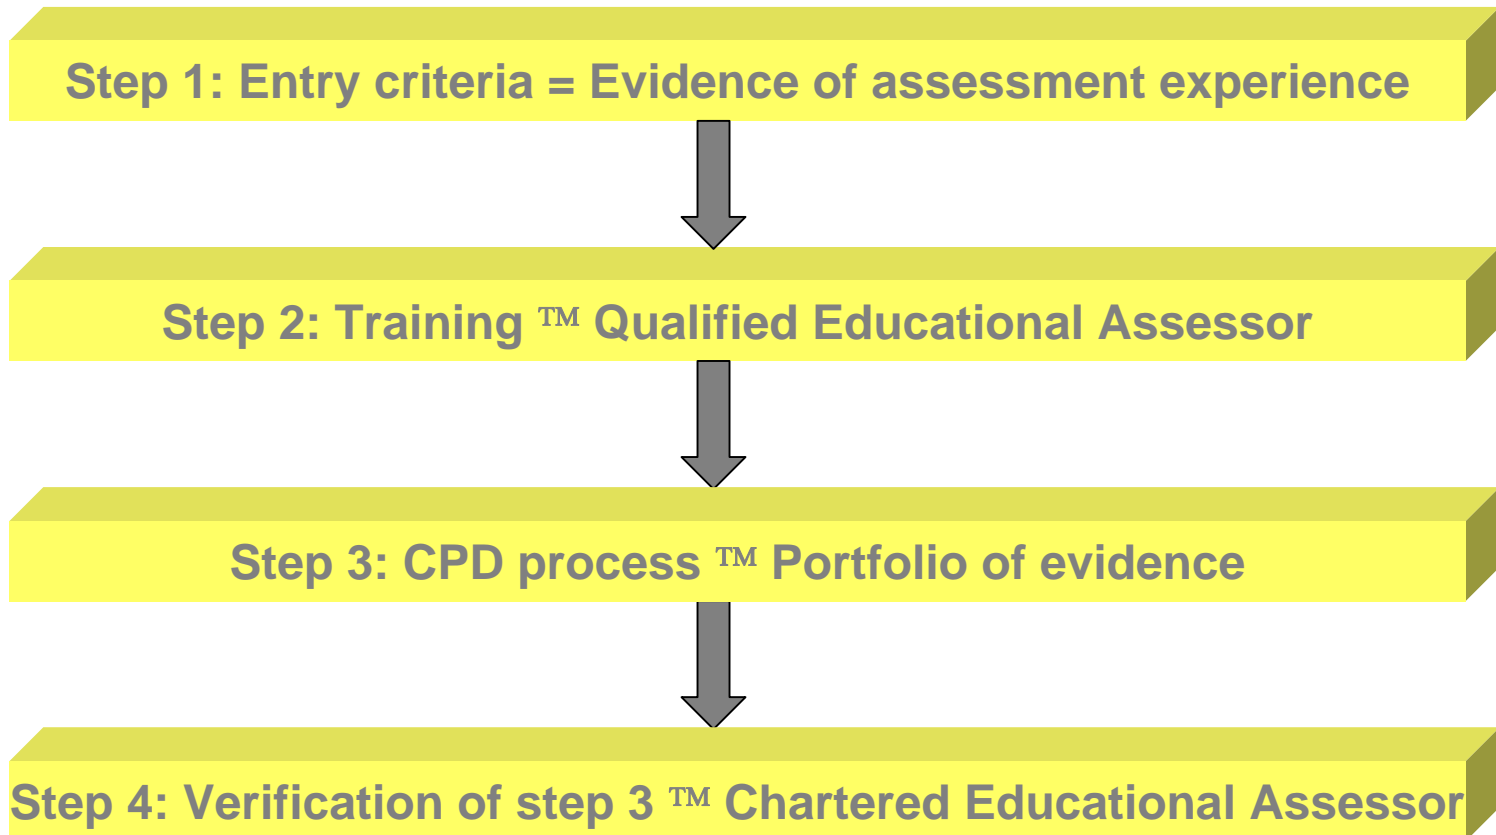 Step 1: Entry criteria = Evidence of assessment experience
Step 2: Training ™ Qualified Educational Assessor
Step 3: CPD process ™ Portfolio of evidence
Step 4: Verification of step 3 ™ Chartered Educational Assessor